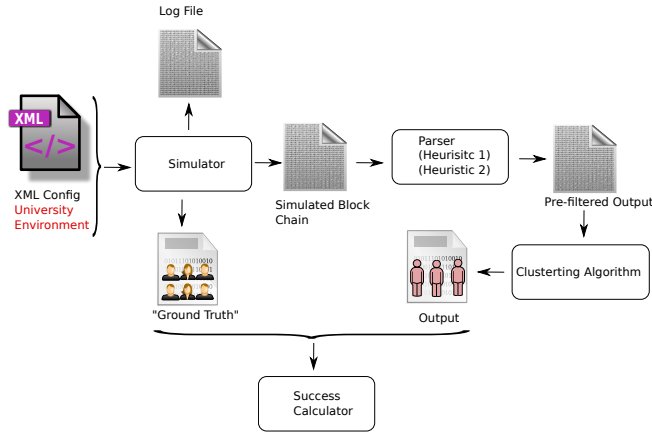 Log File
XML
</>
XML Config
University
Environment
Simulator
Simulated Block
Chain
Parser
(Heurisitc 1)
(Heuristic 2)
Pre-filtered Output
Clusterting Algorithm
01011101010010
"Ground Truth"
Output
Success
Calculator